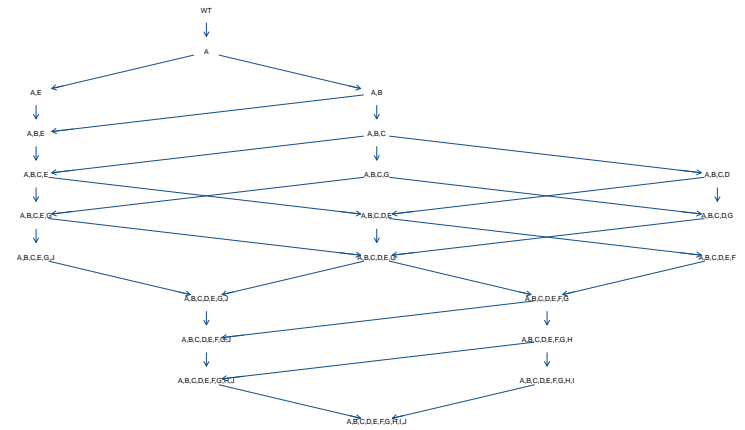 WT
A
A,E
A,B
A,B,E
A,B,C
A,B,C,E
A,B,C,G
A,B,C,D
A,B,C,E,G
A,B,C,D,E
A,B,C,D,G
A,B,C,E,G,J
A,B,C,D,E,G
A,B,C,D,E,F
A,B,C,D,E,G,J
A,B,C,D,E,F,G
A,B,C,D,E,F,G,J
A,B,C,D,E,F,G,H
A,B,C,D,E,F,G,H,J
A,B,C,D,E,F,G,H,I
A,B,C,D,E,F,G,H,I,J